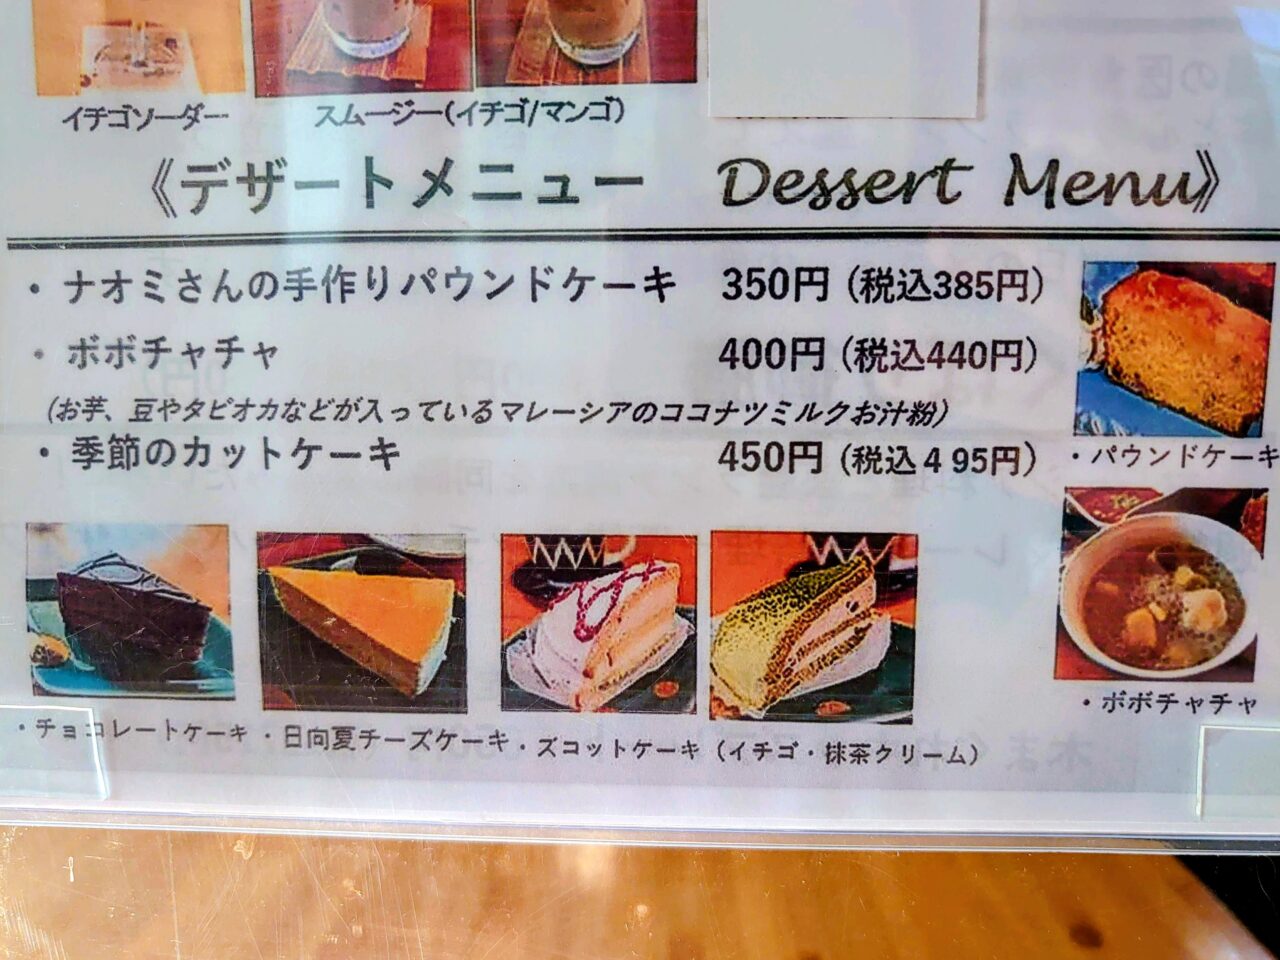 イチゴソーダー
スムージー(イチゴ/マンゴ)
《デザートメニュー Dessert Menu》
・ナオミさんの手作りパウンドケーキ 350円 (税込385円)
・ボボチャチャ 400円 (税込440円)
(お芋、豆やタピオカなどが入っているマレーシアのココナツミルクお汁粉)
・季節のカットケーキ 450円 (税込495円)
・パウンドケーキ
・ボボチャチャ
・チョコレートケーキ ・日向夏チーズケーキ ・ズコットケーキ (イチゴ・抹茶クリーム)